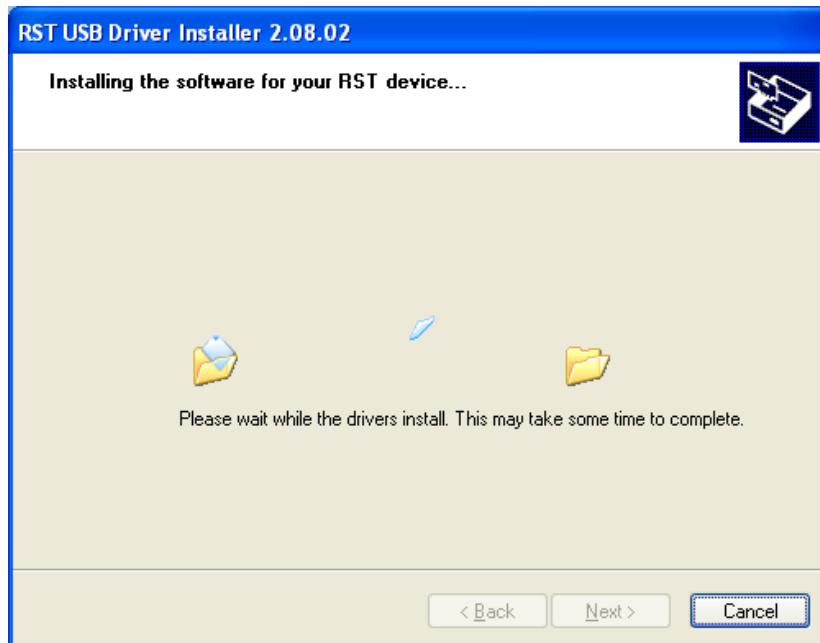 RST USB Driver Installer 2.08.02
Installing the software for your RST device...
Please wait while the drivers install. This may take some time to complete.
< Back
Next >
Cancel